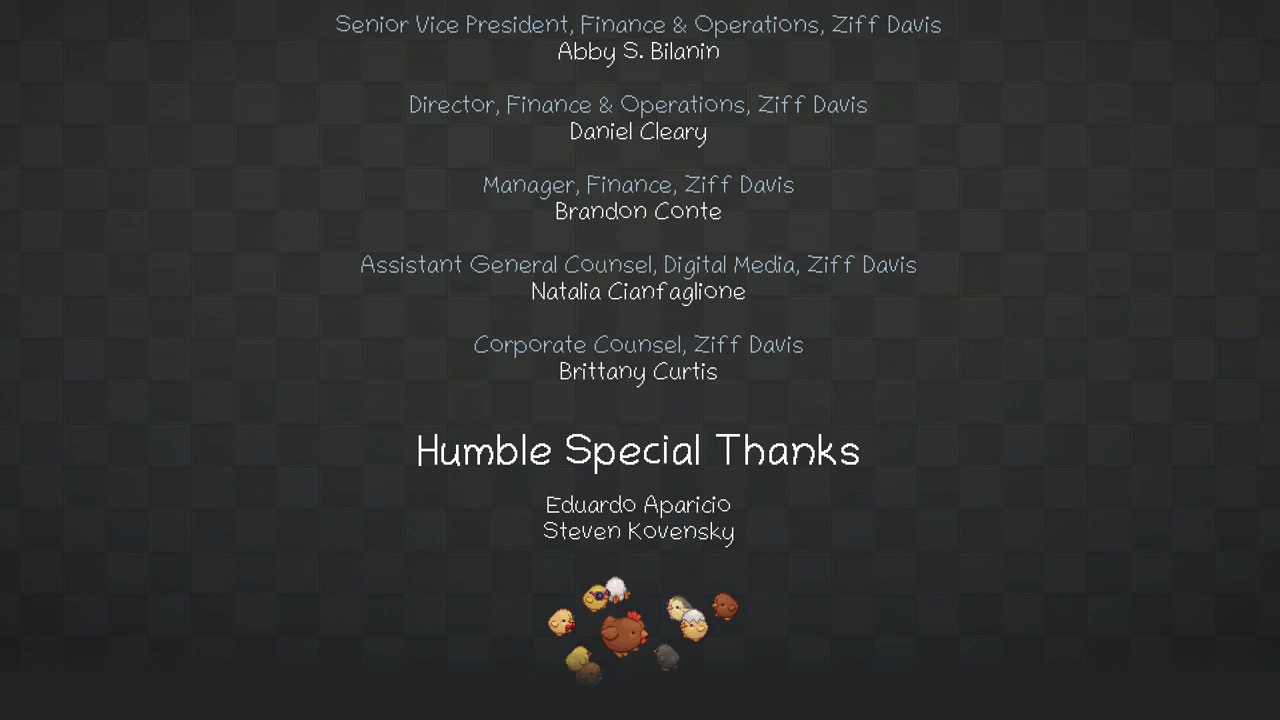 Senior Vice President, Finance & Operations, Ziff Davis
Abby S. Bilanin
Director, Finance & Operations, Ziff Davis
Daniel Cleary
Manager, Finance, Ziff Davis
Brandon Conte
Assistant General Counsel, Digital Media, Ziff Davis
Natalia Cianfaglione
Corporate Counsel, Ziff Davis
Brittany Curtis
Humble Special Thanks
Eduardo Aparicio
Steven Kovensky